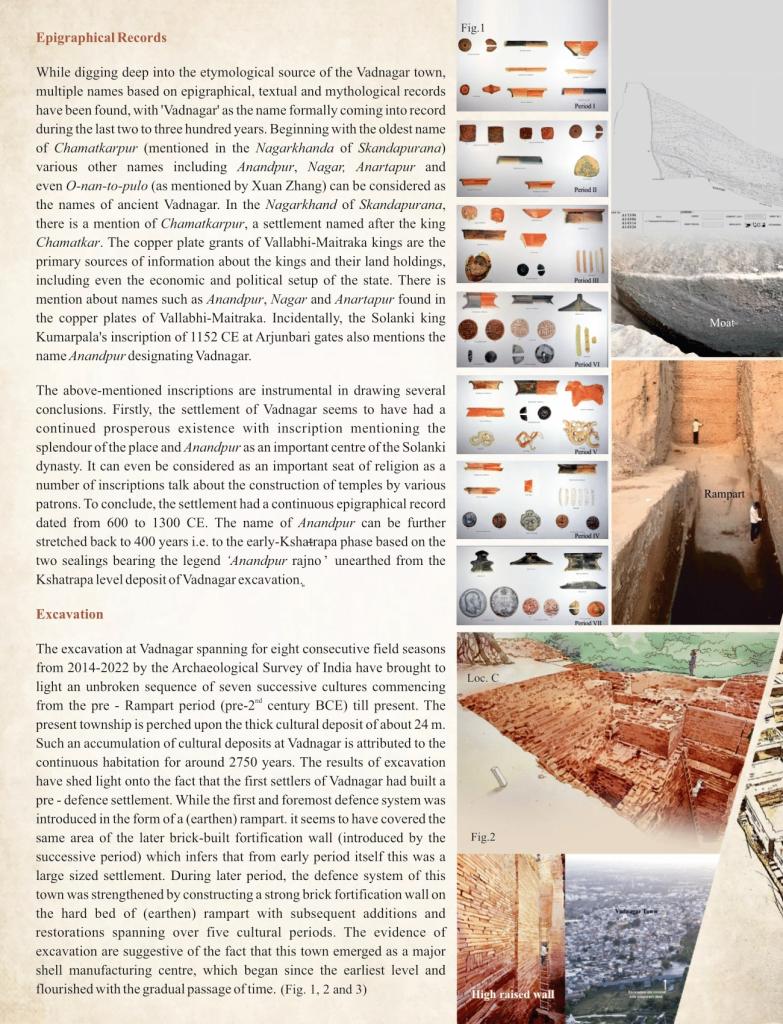 Epigraphical Records
While digging deep into the etymological source of the Vadnagar town,
multiple names based on epigraphical, textual and mythological records
have been found, with 'Vadnagar' as the name formally coming into record
during the last two to three hundred years. Beginning with the oldest name
of Chamatkarpur (mentioned in the Nagarkhanda of Skandapurana)
various other names including Anandpur, Nagar, Anartapur and
even O-nan-to-pulo (as mentioned by Xuan Zhang) can be considered as
the names of ancient Vadnagar. In the Nagarkhand of Skandapurana,
there is a mention of Chamatkarpur, a settlement named after the king
Chamatkar. The copper plate grants of Vallabhi-Maitraka kings are the
primary sources of information about the kings and their land holdings,
including even the economic and political setup of the state. There is
mention about names such as Anandpur, Nagar and Anartapur found in
the copper plates of Vallabhi-Maitraka. Incidentally, the Solanki king
Kumarpala's inscription of 1152 CE at Arjunbari gates also mentions the
name Anandpur designating Vadnagar.
The above-mentioned inscriptions are instrumental in drawing several
conclusions. Firstly, the settlement of Vadnagar seems to have had a
continued prosperous existence with inscription mentioning the
splendour of the place and Anandpur as an important centre of the Solanki
dynasty. It can even be considered as an important seat of religion as a
number of inscriptions talk about the construction of temples by various
patrons. To conclude, the settlement had a continuous epigraphical record
dated from 600 to 1300 CE. The name of Anandpur can be further
stretched back to 400 years i.e. to the early-Kshatrapa phase based on the
two sealings bearing the legend 'Anandpur rajno' unearthed from the
Kshatrapa level deposit of Vadnagar excavation.
Excavation
The excavation at Vadnagar spanning for eight consecutive field seasons
from 2014-2022 by the Archaeological Survey of India have brought to
light an unbroken sequence of seven successive cultures commencing
from the pre - Rampart period (pre-2nd century BCE) till present. The
present township is perched upon the thick cultural deposit of about 24 m.
Such an accumulation of cultural deposits at Vadnagar is attributed to the
continuous habitation for around 2750 years. The results of excavation
have shed light onto the fact that the first settlers of Vadnagar had built a
pre - defence settlement. While the first and foremost defence system was
introduced in the form of a (earthen) rampart. it seems to have covered the
same area of the later brick-built fortification wall (introduced by the
successive period) which infers that from early period itself this was a
large sized settlement. During later period, the defence system of this
town was strengthened by constructing a strong brick fortification wall on
the hard bed of (earthen) rampart with subsequent additions and
restorations spanning over five cultural periods. The evidence of
excavation are suggestive of the fact that this town emerged as a major
shell manufacturing centre, which began since the earliest level and
flourished with the gradual passage of time. (Fig. 1, 2 and 3)
Fig.1
Period I
Period II
Period III
Period VI
Period V
Period IV
Period VII
Moat
Rampart
Loc. C
Fig.2
High raised wall
Vadnagar Town